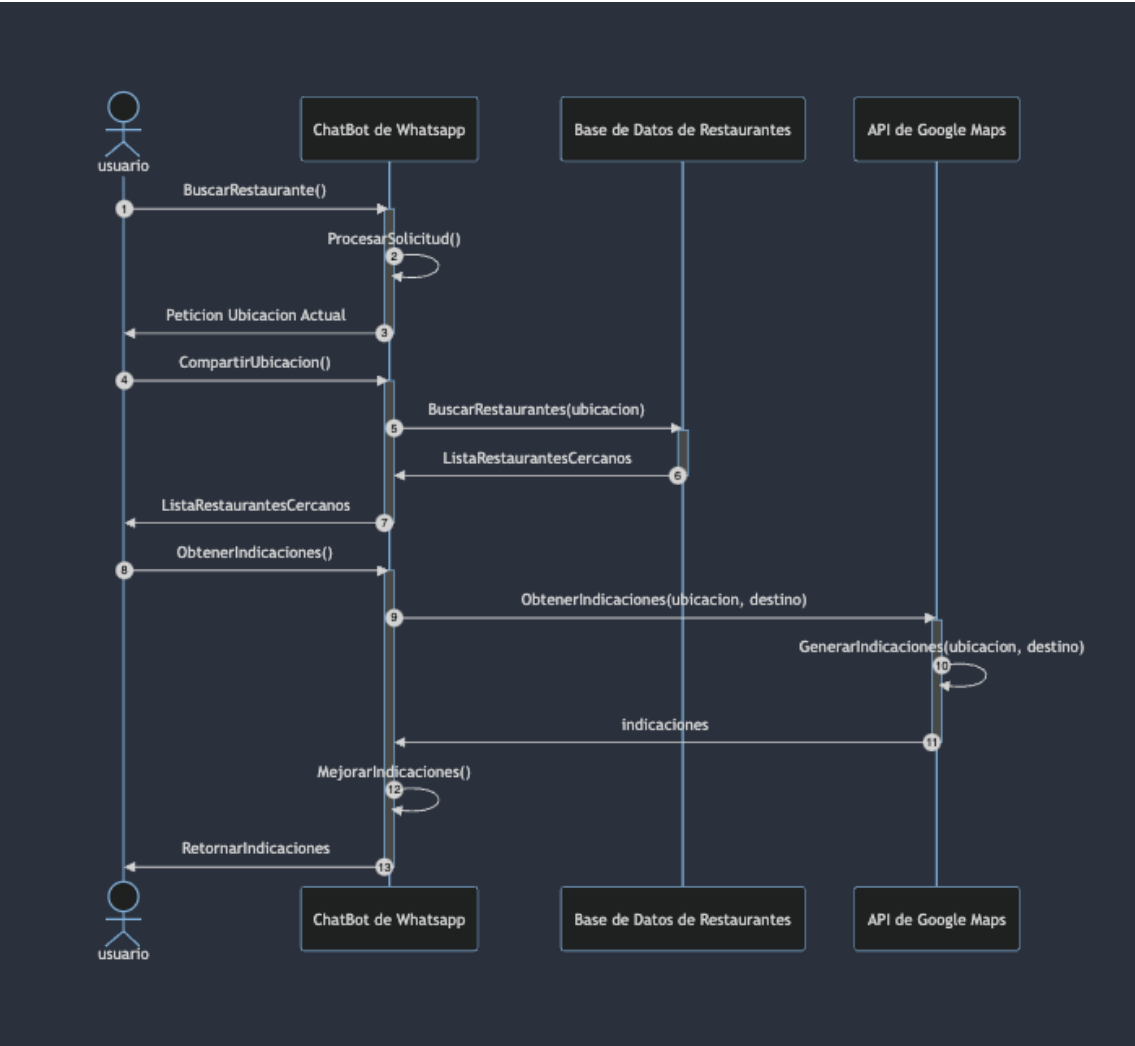 ChatBot de Whatsapp
Base de Datos de Restaurantes
API de Google Maps
usuario
BuscarRestaurante()
1
ProcesarSolicitud()
2
Peticion Ubicacion Actual
3
CompartirUbicacion()
4
BuscarRestaurantes(ubicacion)
5
ListaRestaurantesCercanos
6
ListaRestaurantesCercanos
7
ObtenerIndicaciones()
8
ObtenerIndicaciones(ubicacion, destino)
9
GenerarIndicaciones(ubicacion, destino)
10
indicaciones
11
MejorarIndicaciones()
12
RetornarIndicaciones
13
ChatBot de Whatsapp
Base de Datos de Restaurantes
API de Google Maps
usuario